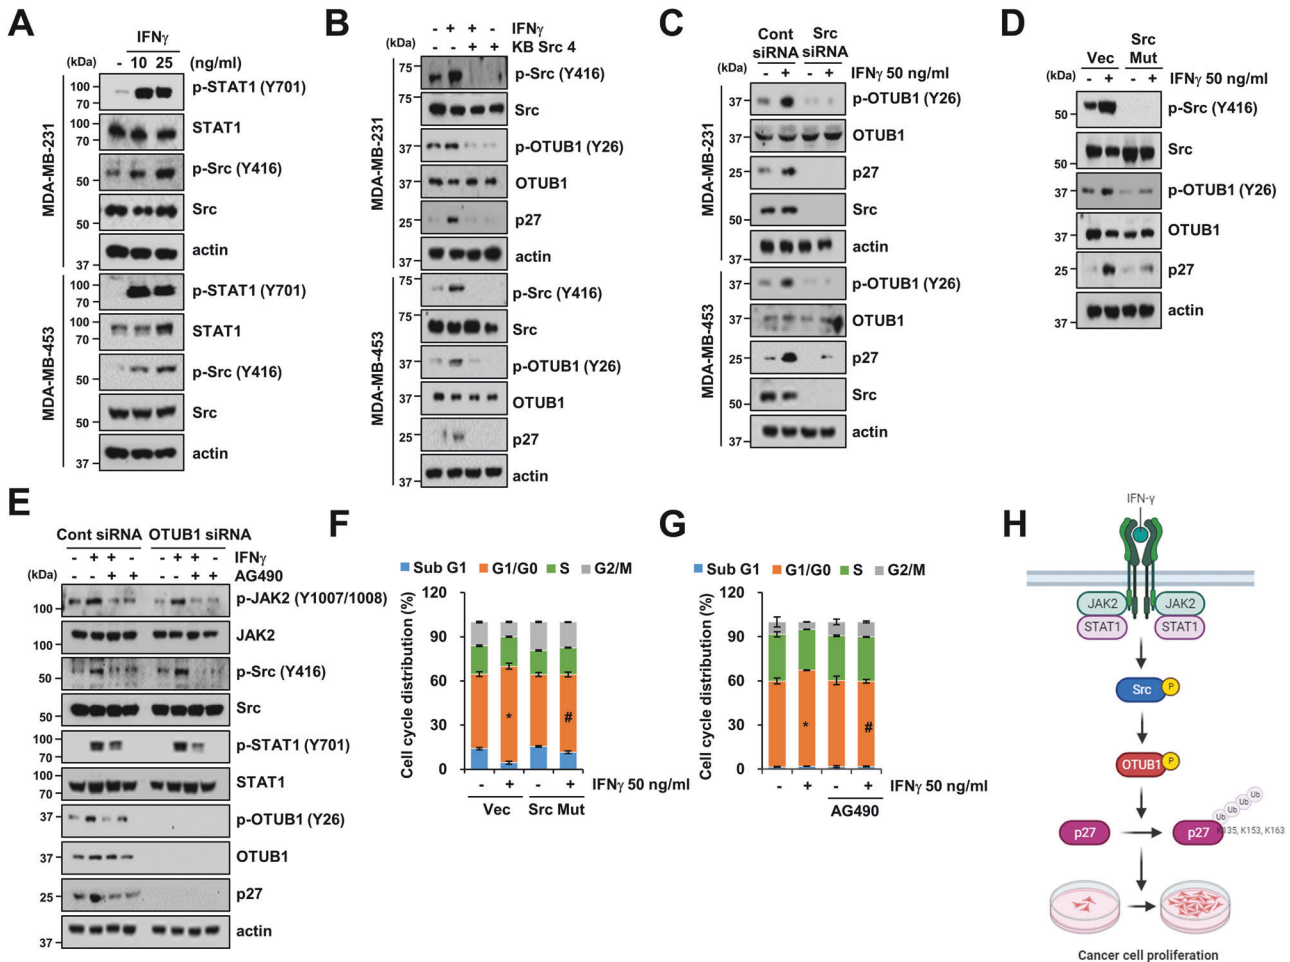 A
IFNγ
(kDa) - 10 25 (ng/ml)
MDA-MB-231
100
70
p-STAT1 (Y701)
100
70
STAT1
50
p-Src (Y416)
50
Src
37
actin
MDA-MB-453
100
70
p-STAT1 (Y701)
100
70
STAT1
50
p-Src (Y416)
50
Src
37
actin
B
- + + - IFNγ
(kDa) - - + + KB Src 4
MDA-MB-231
75
p-Src (Y416)
75
Src
37
p-OTUB1 (Y26)
37
OTUB1
25
p27
37
actin
MDA-MB-453
75
p-Src (Y416)
75
Src
37
p-OTUB1 (Y26)
37
OTUB1
25
p27
37
actin
C
Cont siRNA
Src siRNA
(kDa) - + - + IFNγ 50 ng/ml
MDA-MB-231
37
p-OTUB1 (Y26)
37
OTUB1
25
p27
50
Src
37
actin
MDA-MB-453
37
p-OTUB1 (Y26)
37
OTUB1
25
p27
50
Src
37
actin
D
Vec
Src Mut
(kDa) - + - + IFNγ 50 ng/ml
50
p-Src (Y416)
50
Src
37
p-OTUB1 (Y26)
37
OTUB1
25
p27
37
actin
E
Cont siRNA OTUB1 siRNA
- + + - - + + - IFNγ
(kDa) - - + + - - + + AG490
100
p-JAK2 (Y1007/1008)
100
JAK2
50
p-Src (Y416)
50
Src
100
70
p-STAT1 (Y701)
100
70
STAT1
37
p-OTUB1 (Y26)
37
OTUB1
25
p27
37
actin
F
Sub G1 G1/G0 S G2/M
Cell cycle distribution (%)
120
90
60
30
0
* #
- + - + IFNγ 50 ng/ml
Vec Src Mut
G
Sub G1 G1/G0 S G2/M
Cell cycle distribution (%)
120
90
60
30
0
* #
- + - + IFNγ 50 ng/ml
AG490
H
IFN-γ
JAK2 JAK2
STAT1 STAT1
Src P
OTUB1 P
Ub Ub Ub Ub
p27 p27 K135, K153, K163
Cancer cell proliferation